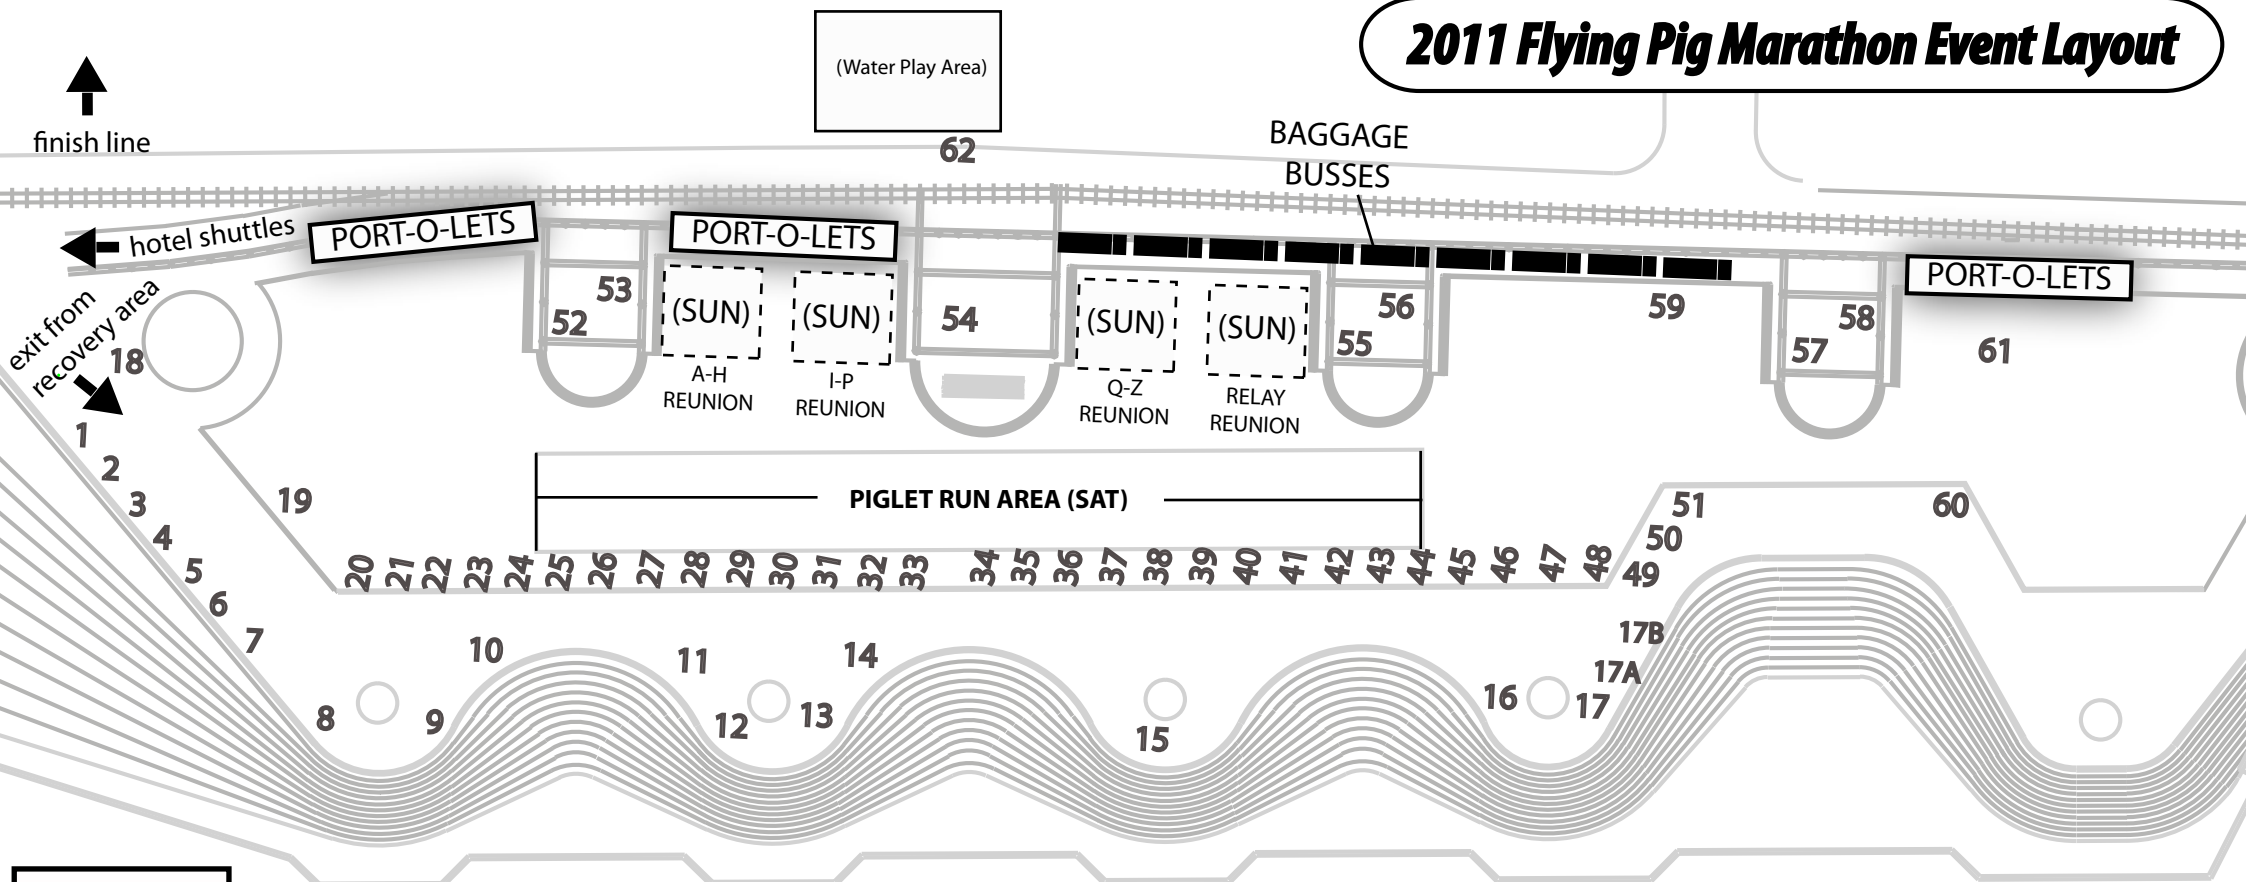 2011 Flying Pig Marathon Event Layout
(Water Play Area)
finish line
62
BAGGAGE
BUSSES
hotel shuttles
PORT-O-LETS
PORT-O-LETS
PORT-O-LETS
exit from
recovery area
18
52
53
(SUN)
A-H
REUNION
(SUN)
I-P
REUNION
54
(SUN)
Q-Z
REUNION
(SUN)
RELAY
REUNION
55
56
59
57
58
61
PIGLET RUN AREA (SAT)
1
2
3
4
5
6
7
8
9
10
11
12
13
14
15
16
17
17A
17B
19
20
21
22
23
24
25
26
27
28
29
30
31
32
33
34
35
36
37
38
39
40
41
42
43
44
45
46
47
48
49
50
51
60